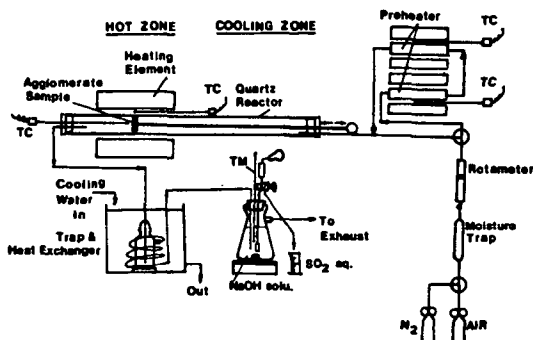 HOT ZONE
COOLING ZONE
Preheater
TC
Heating
Element
Agglomerate
Sample
TC
Quartz
Reactor
TC
TC
Cooling
Water
In
TM
Rotameter
Trap &
Heat Exchanger
To
Exhaust
Moisture
Trap
Out
NaOH solu.
SO2 aq.
N2
AIR